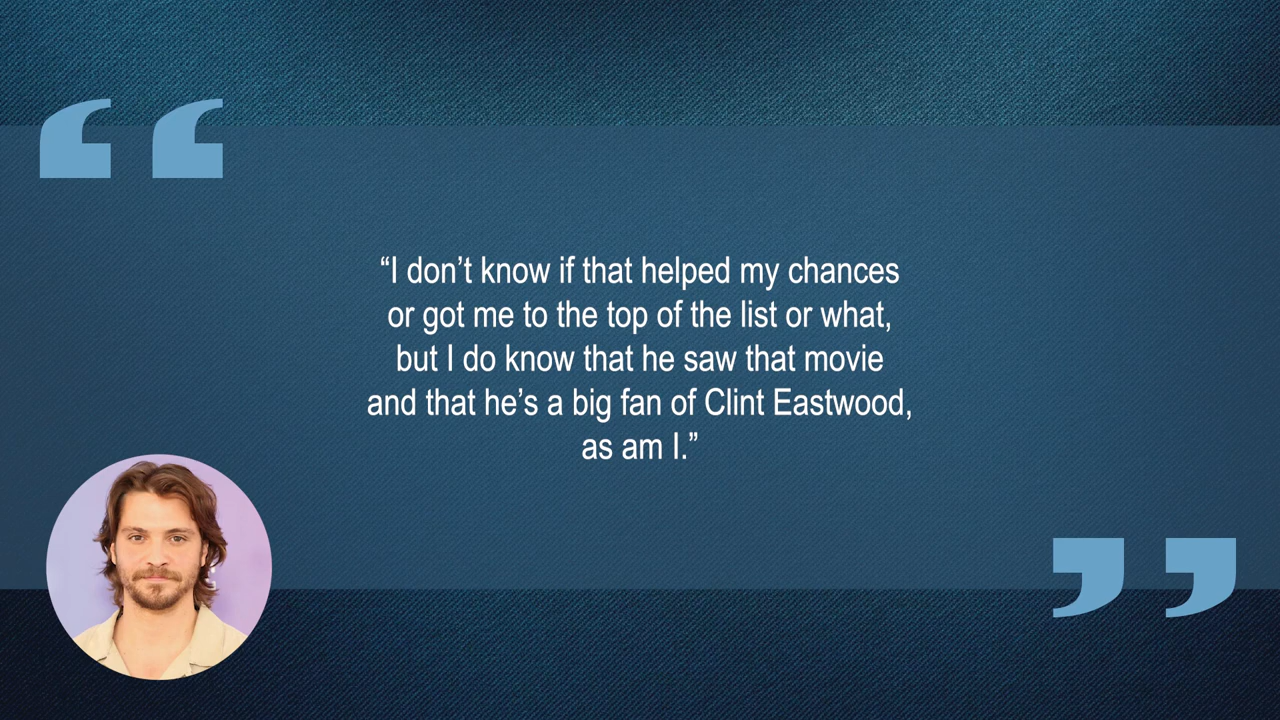 “I don’t know if that helped my chances
or got me to the top of the list or what,
but I do know that he saw that movie
and that he’s a big fan of Clint Eastwood,
as am I.”